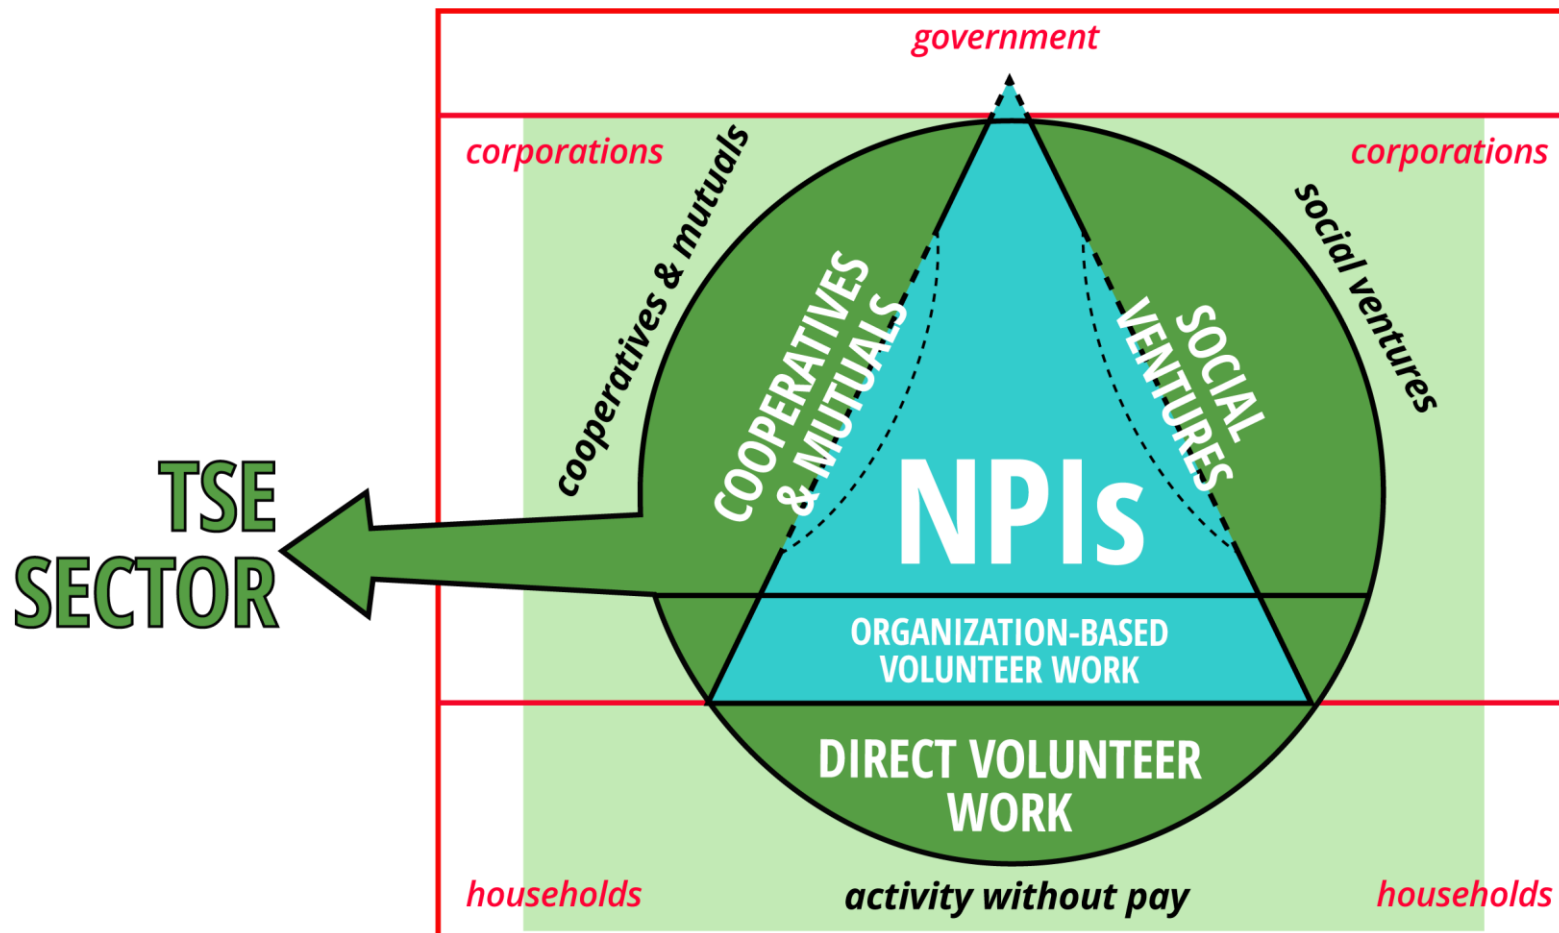 government
corporations
corporations
cooperatives & mutuals
social ventures
COOPERATIVES
& MUTUALS
SOCIAL
VENTURES
NPIs
TSE
SECTOR
ORGANIZATION-BASED
VOLUNTEER WORK
DIRECT VOLUNTEER
WORK
households
activity without pay
households